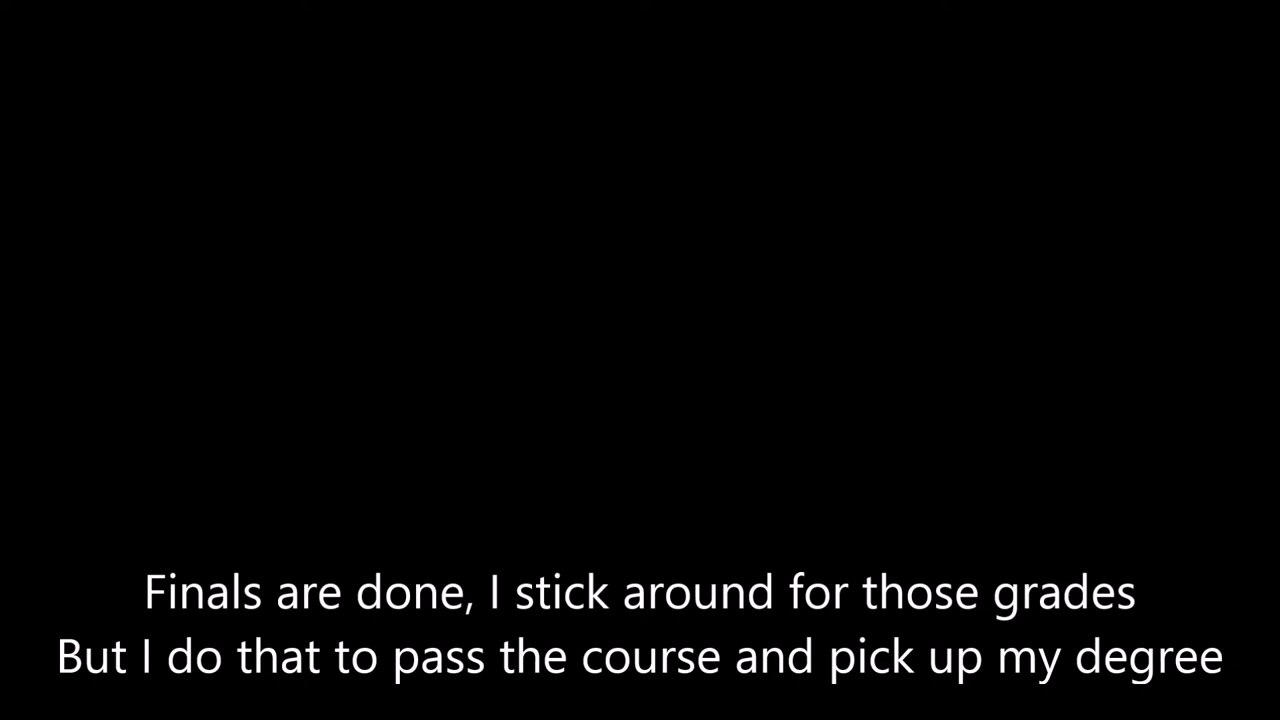 Finals are done, I stick around for those grades
But I do that to pass the course and pick up my degree